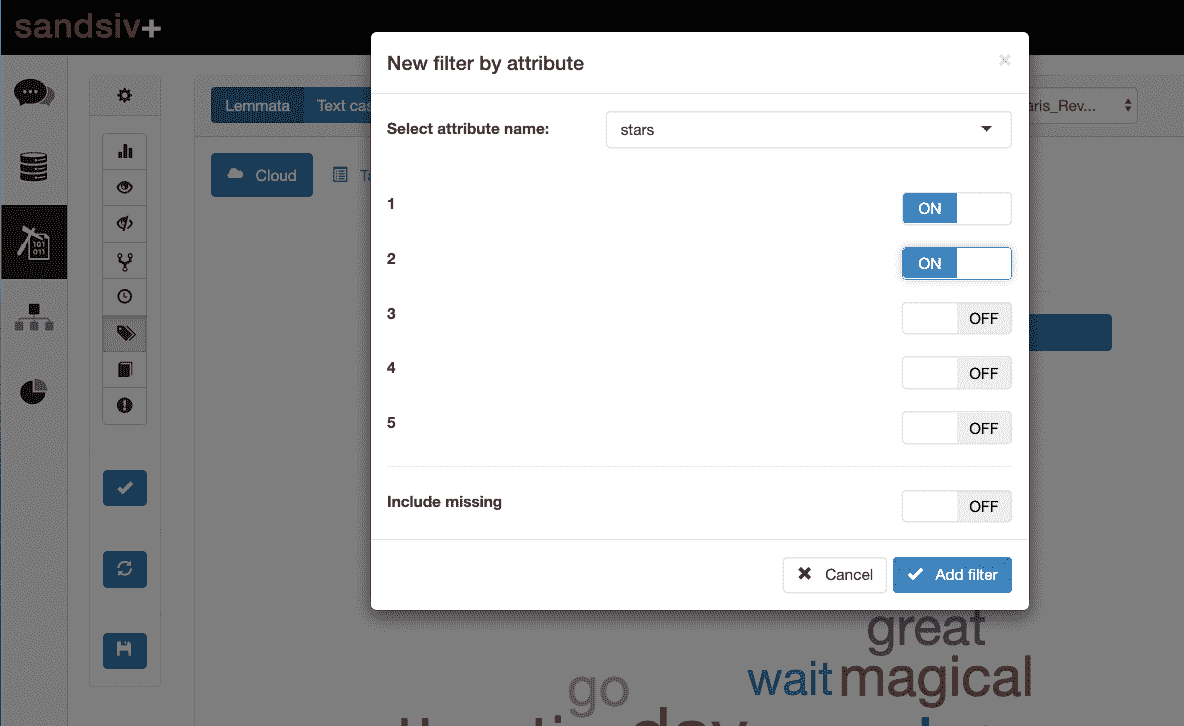 sandsiv+
New filter by attribute
×
Lemmata Text cas
aris_Rev...
Select attribute name: stars
Cloud
1 ON
2 ON
3 OFF
4 OFF
5 OFF
Include missing OFF
Cancel Add filter
great
wait magical
go
day